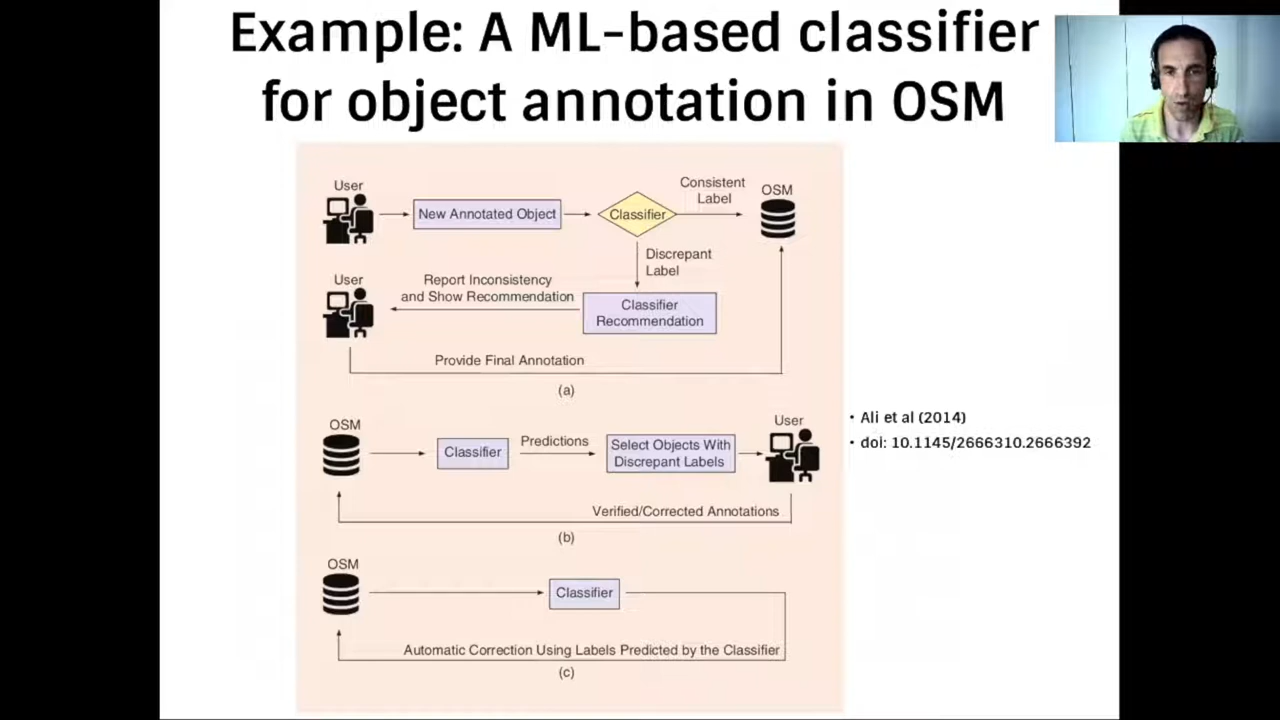 Example: A ML-based classifier
for object annotation in OSM
User
New Annotated Object
Classifier
Consistent
Label
OSM
Discrepant
Label
User
Report Inconsistency
and Show Recommendation
Classifier
Recommendation
Provide Final Annotation
(a)
OSM
Classifier
Predictions
Select Objects With
Discrepant Labels
User
Verified/Corrected Annotations
(b)
OSM
Classifier
Automatic Correction Using Labels Predicted by the Classifier
(c)
• Ali et al (2014)
• doi: 10.1145/2666310.2666392